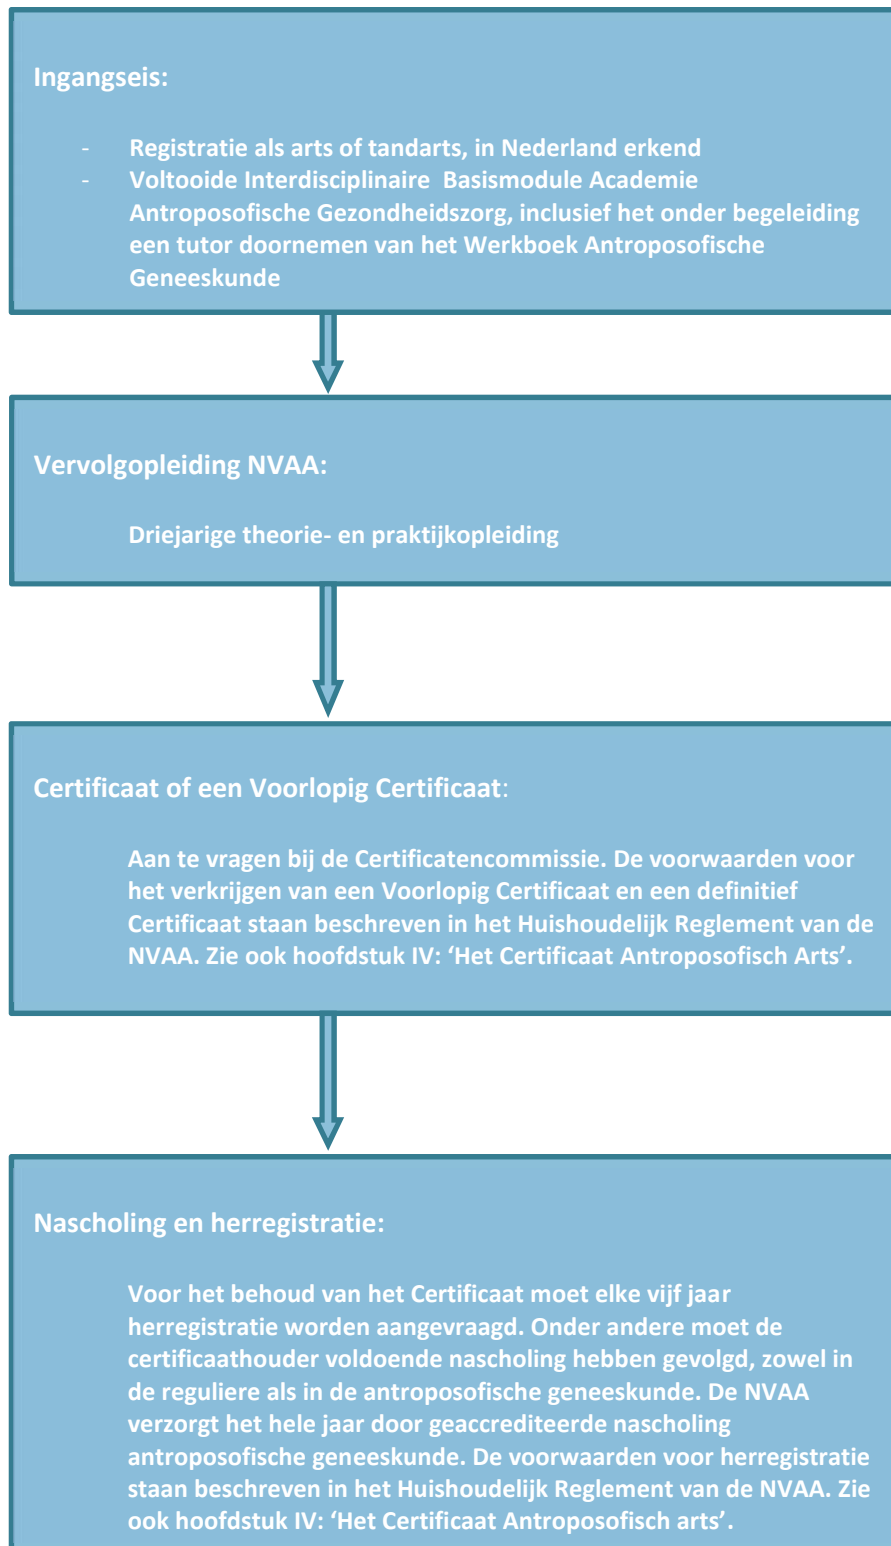 Ingangseis:
- Registratie als arts of tandarts, in Nederland erkend
- Voltooide Interdisciplinaire Basismodule Academie
Antroposofische Gezondheidszorg, inclusief het onder begeleiding
een tutor doornemen van het Werkboek Antroposofische
Geneeskunde
Vervolgopleiding NVAA:
Driejarige theorie- en praktijkopleiding
Certificaat of een Voorlopig Certificaat:
Aan te vragen bij de Certificatencommissie. De voorwaarden voor
het verkrijgen van een Voorlopig Certificaat en een definitief
Certificaat staan beschreven in het Huishoudelijk Reglement van de
NVAA. Zie ook hoofdstuk IV: ‘Het Certificaat Antroposofisch Arts’.
Nascholing en herregistratie:
Voor het behoud van het Certificaat moet elke vijf jaar
herregistratie worden aangevraagd. Onder andere moet de
certificaathouder voldoende nascholing hebben gevolgd, zowel in
de reguliere als in de antroposofische geneeskunde. De NVAA
verzorgt het hele jaar door geaccrediteerde nascholing
antroposofische geneeskunde. De voorwaarden voor herregistratie
staan beschreven in het Huishoudelijk Reglement van de NVAA. Zie
ook hoofdstuk IV: ‘Het Certificaat Antroposofisch arts’.